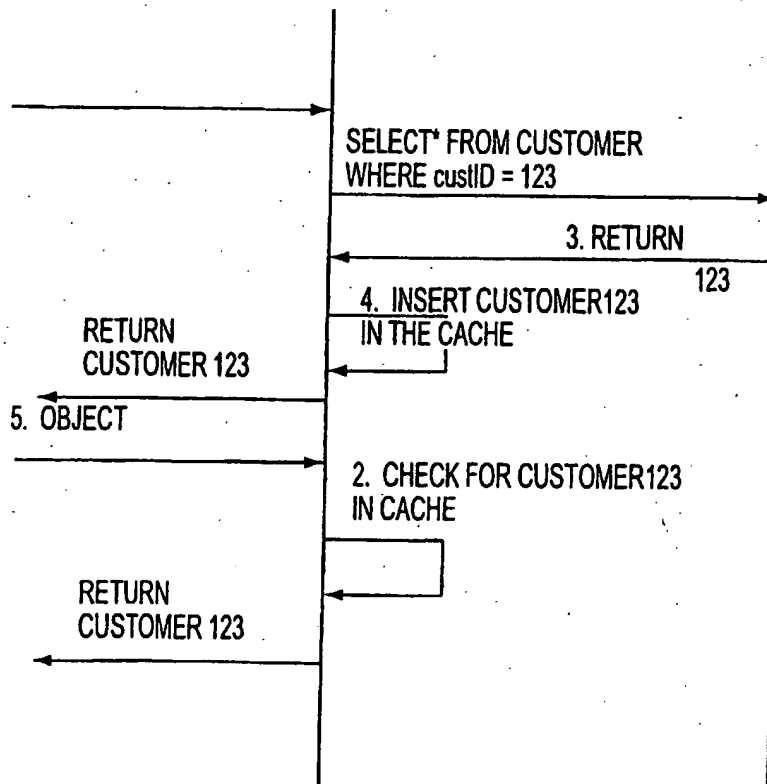 SELECT* FROM CUSTOMER
WHERE custID = 123
3. RETURN
123
4. INSERT CUSTOMER123
IN THE CACHE
RETURN
CUSTOMER 123
5. OBJECT
2. CHECK FOR CUSTOMER123
IN CACHE
RETURN
CUSTOMER 123